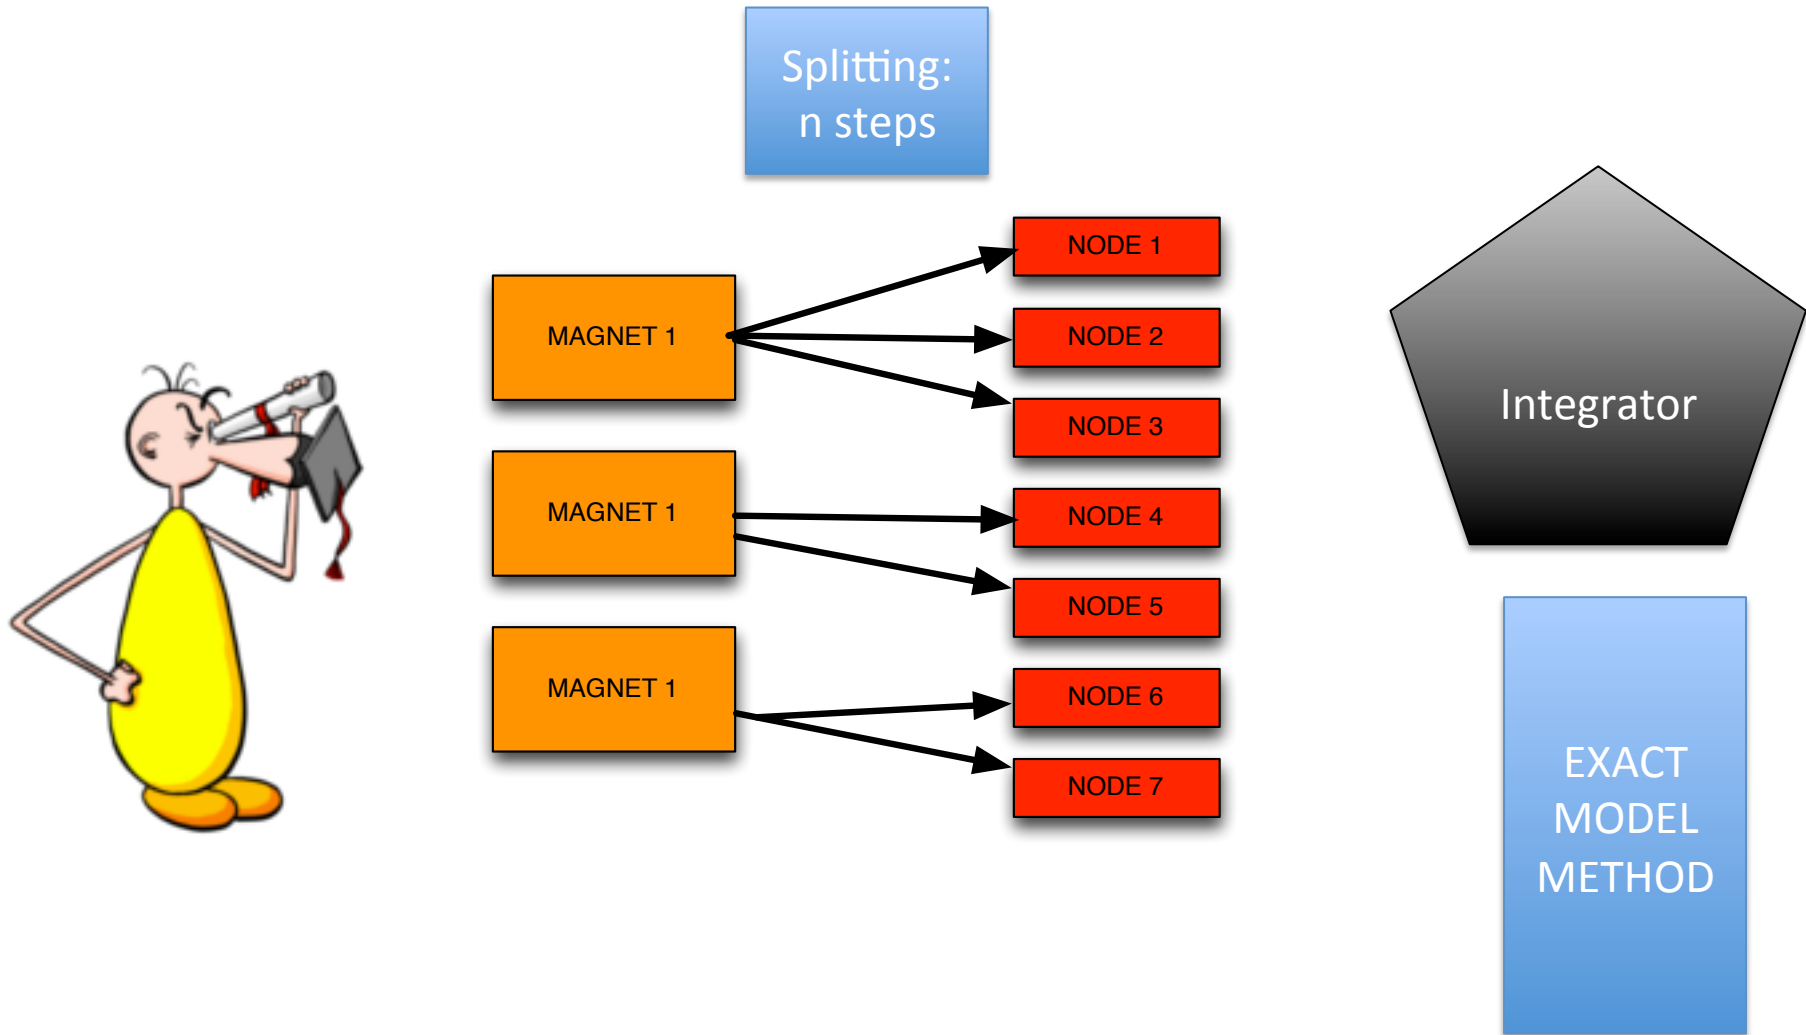 Splitting:
n steps
MAGNET 1
MAGNET 1
MAGNET 1
NODE 1
NODE 2
NODE 3
NODE 4
NODE 5
NODE 6
NODE 7
Integrator
EXACT
MODEL
METHOD